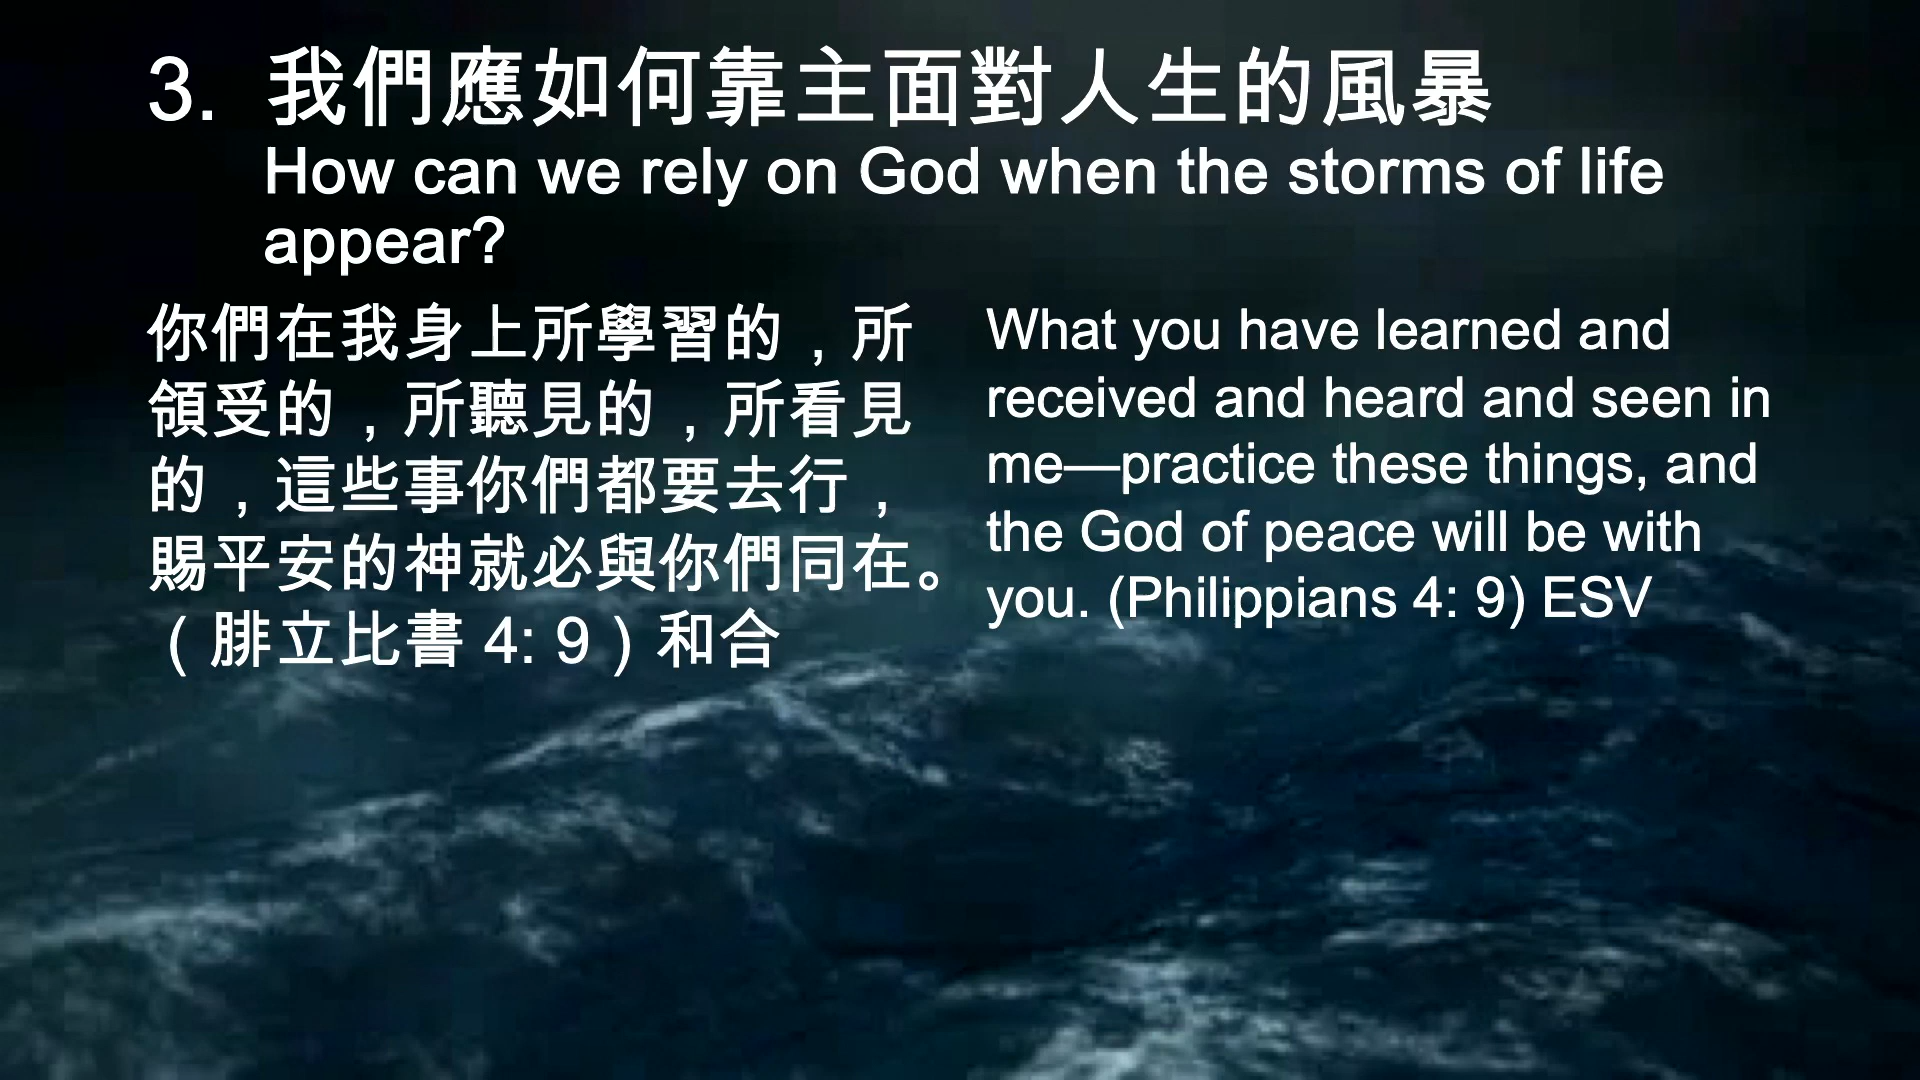 3. 我們應如何靠主面對人生的風暴
How can we rely on God when the storms of life
appear?
你們在我身上所學習的，所
領受的，所聽見的，所看見
的，這些事你們都要去行，
賜平安的神就必與你們同在。
（腓立比書 4: 9）和合
What you have learned and
received and heard and seen in
me—practice these things, and
the God of peace will be with
you. (Philippians 4: 9) ESV